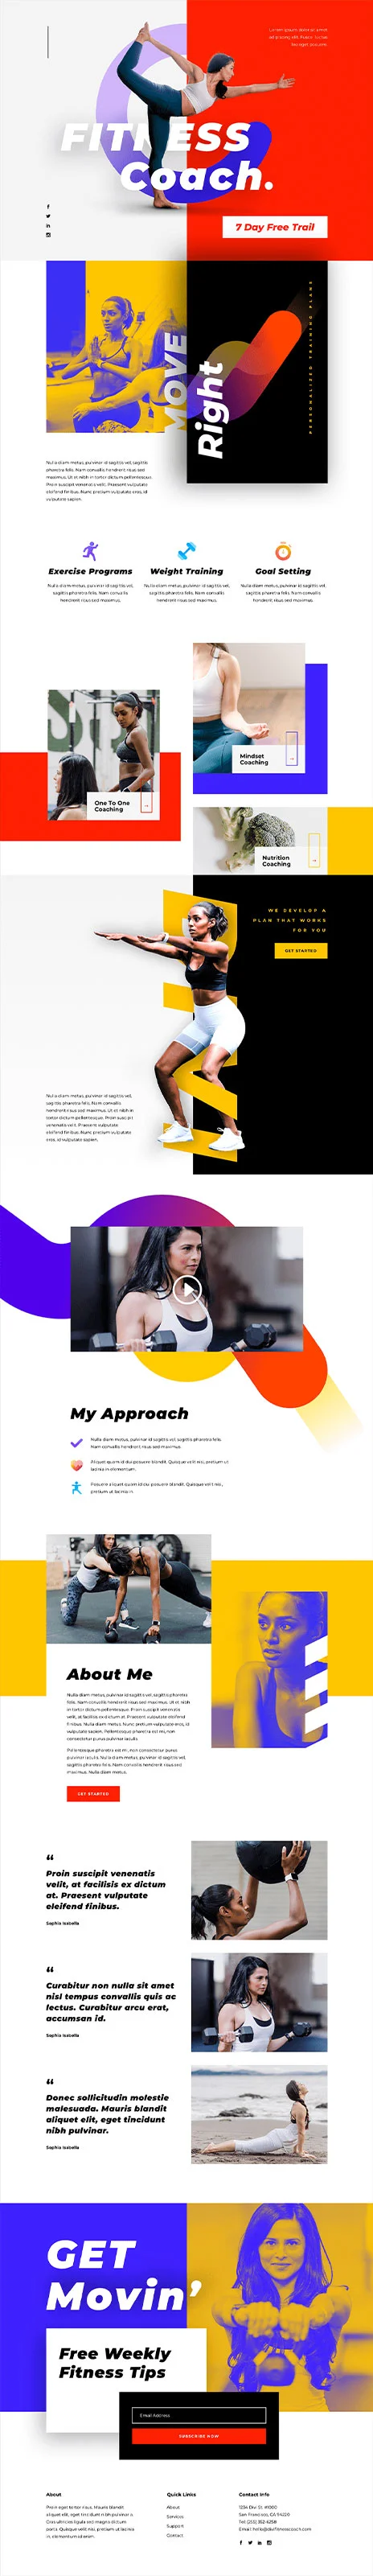 Lorem ipsum dolor sit amet
adipiscing elit. Fusce luctus
leo eget posuere.
FITNESS
Coach.
7 Day Free Trail
MOVE
Right
PERSONALIZED TRAINING PLANS
Nulla diam metus, pulvinar id sagittis vel, sagittis
pharetra felis. Nam convallis hendrerit risus sed
maximus. Ut et nibh in tortor dictum pellentesque.
Proin suscipit venenatis velit. Praesent vulputate
eleifend finibus. Nunc pretium vulputate eros, id
vulputate sapien.
Exercise Programs
Nulla diam metus, pulvinar id sagittis vel,
sagittis pharetra felis. Nam convallis
hendrerit risus sed maximus.
Weight Training
Nulla diam metus, pulvinar id sagittis vel,
sagittis pharetra felis. Nam convallis
hendrerit risus sed maximus.
Goal Setting
Nulla diam metus, pulvinar id sagittis vel,
sagittis pharetra felis. Nam convallis
hendrerit risus sed maximus.
Mindset
Coaching
One To One
Coaching
Nutrition
Coaching
WE DEVELOP A
PLAN THAT WORKS
FOR YOU
GET STARTED
Nulla diam metus, pulvinar id sagittis vel,
sagittis pharetra felis. Nam convallis
hendrerit risus sed maximus. Ut et nibh in
tortor dictum pellentesque. Proin suscipit
venenatis velit. Praesent vulputate
eleifend finibus. Nunc pretium vulputate
eros, id vulputate sapien.
My Approach
Nulla diam metus, pulvinar id sagittis vel, sagittis pharetra felis.
Nam convallis hendrerit risus sed maximus.
Aliquet quam id dui posuere blandit. Quisque velit nisi, pretium ut
lacinia in elementum.
Posuere aliquet quam id dui posuere blandit. Quisque velit nisi,
pretium ut lacinia in.
About Me
Nulla diam metus, pulvinar id sagittis vel, sagittis pharetra
felis. Nam convallis hendrerit risus sed maximus. Ut et nibh
in tortor dictum pellentesque. Proin suscipit venenatis
velit, at facilisis ex dictum at. Praesent vulputate eleifend
finibus. Nulla diam metus. Nunc pretium vulputate eros, id
vulputate sapien. Pellentesque pharetra est mi, non
consectetur purus pulvinar iaculis.
Pellentesque pharetra est mi, non consectetur purus
pulvinar iaculis. Nulla diam metus, pulvinar id sagittis vel,
sagittis pharetra felis. Nam convallis hendrerit risus sed
maximus. Nulla diam metus.
GET STARTED
“
Proin suscipit venenatis
velit, at facilisis ex dictum
at. Praesent vulputate
eleifend finibus.
Sophia Isabella
“
Curabitur non nulla sit amet
nisl tempus convallis quis ac
lectus. Curabitur arcu erat,
accumsan id.
Sophia Isabella
“
Donec sollicitudin molestie
malesuada. Mauris blandit
aliquet elit, eget tincidunt
nibh pulvinar.
Sophia Isabella
GET
Movin’
Free Weekly
Fitness Tips
Email Address
SUBSCRIBE NOW
About
Proin eget tortor risus. Mauris blandit
aliquet elit, eget tincidunt nibh pulvinar a.
Cras ultricies ligula sed magna dictum
porta. Quisque velit nisi, pretium ut lacinia
in, elementum id enim.
Quick Links
About
Services
Support
Contact
Contact Info
1234 Divi St. #1000
San Francisco, CA 94220
Tel: (255) 352-6258